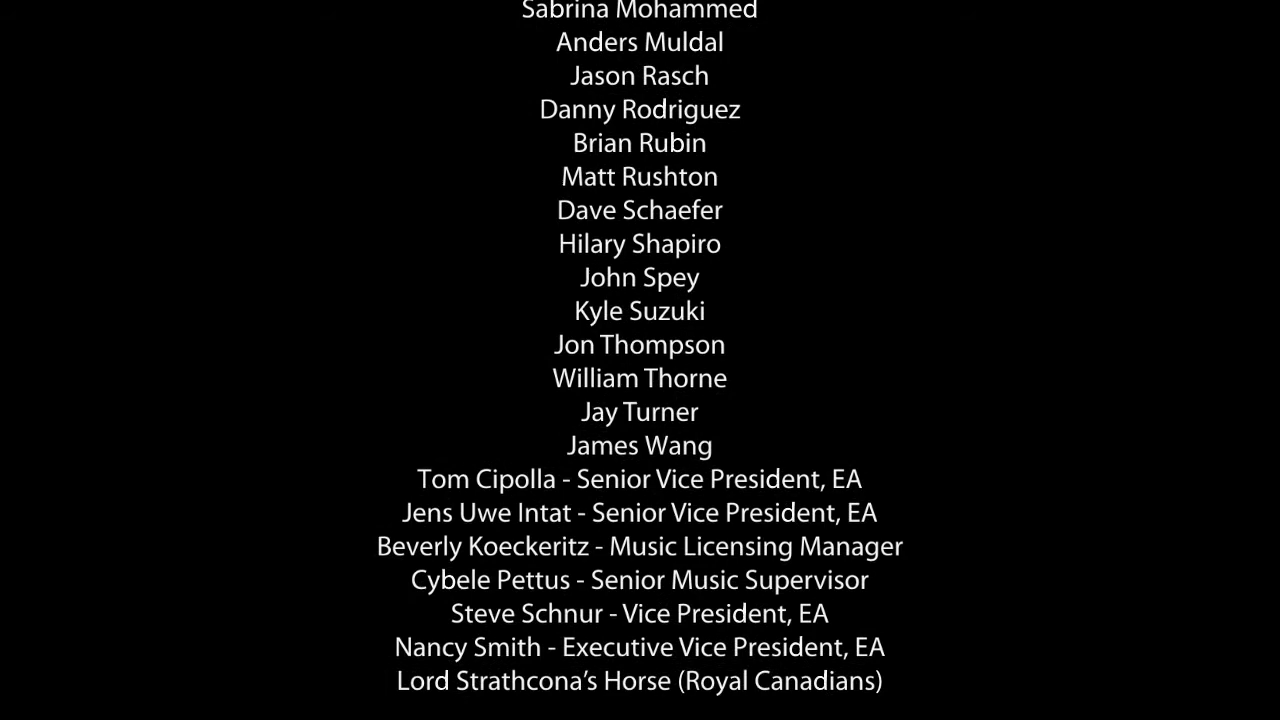 Sabrina Mohammed
Anders Muldal
Jason Rasch
Danny Rodriguez
Brian Rubin
Matt Rushton
Dave Schaefer
Hilary Shapiro
John Spey
Kyle Suzuki
Jon Thompson
William Thorne
Jay Turner
James Wang
Tom Cipolla - Senior Vice President, EA
Jens Uwe Intat - Senior Vice President, EA
Beverly Koeckeritz - Music Licensing Manager
Cybele Pettus - Senior Music Supervisor
Steve Schnur - Vice President, EA
Nancy Smith - Executive Vice President, EA
Lord Strathcona’s Horse (Royal Canadians)